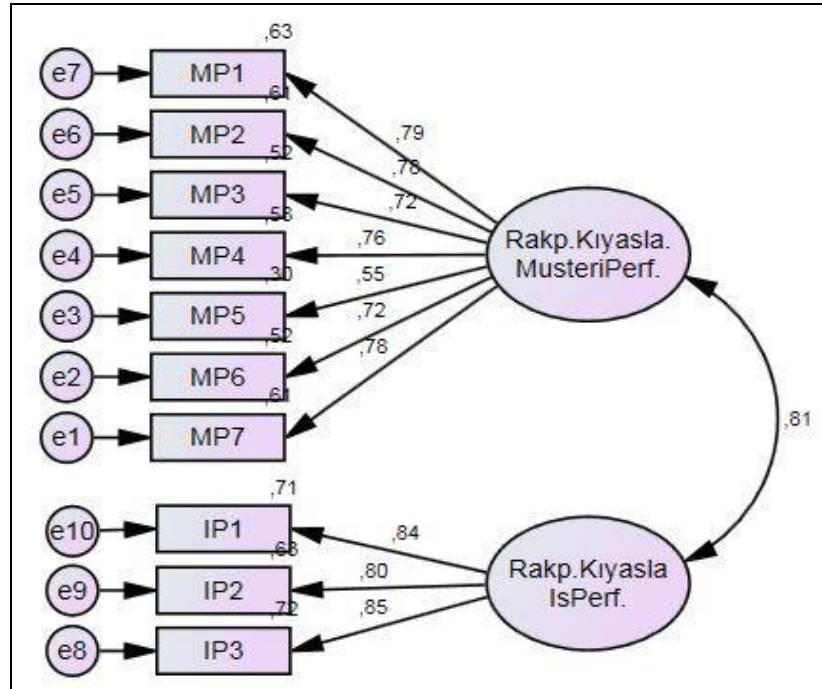 ,63
e7 MP1
,61
,79
e6 MP2
,78
,52
,72
e5 MP3
,58
Rakp.Kıyasla.
MusteriPerf.
e4 MP4
,76
,30
,55
e3 MP5
,72
e2 MP6
,52
,78
,61
e1 MP7
,81
,71
e10 IP1
,84
e9 IP2
,80
Rakp.Kıyasla
IsPerf.
,72
,85
e8 IP3